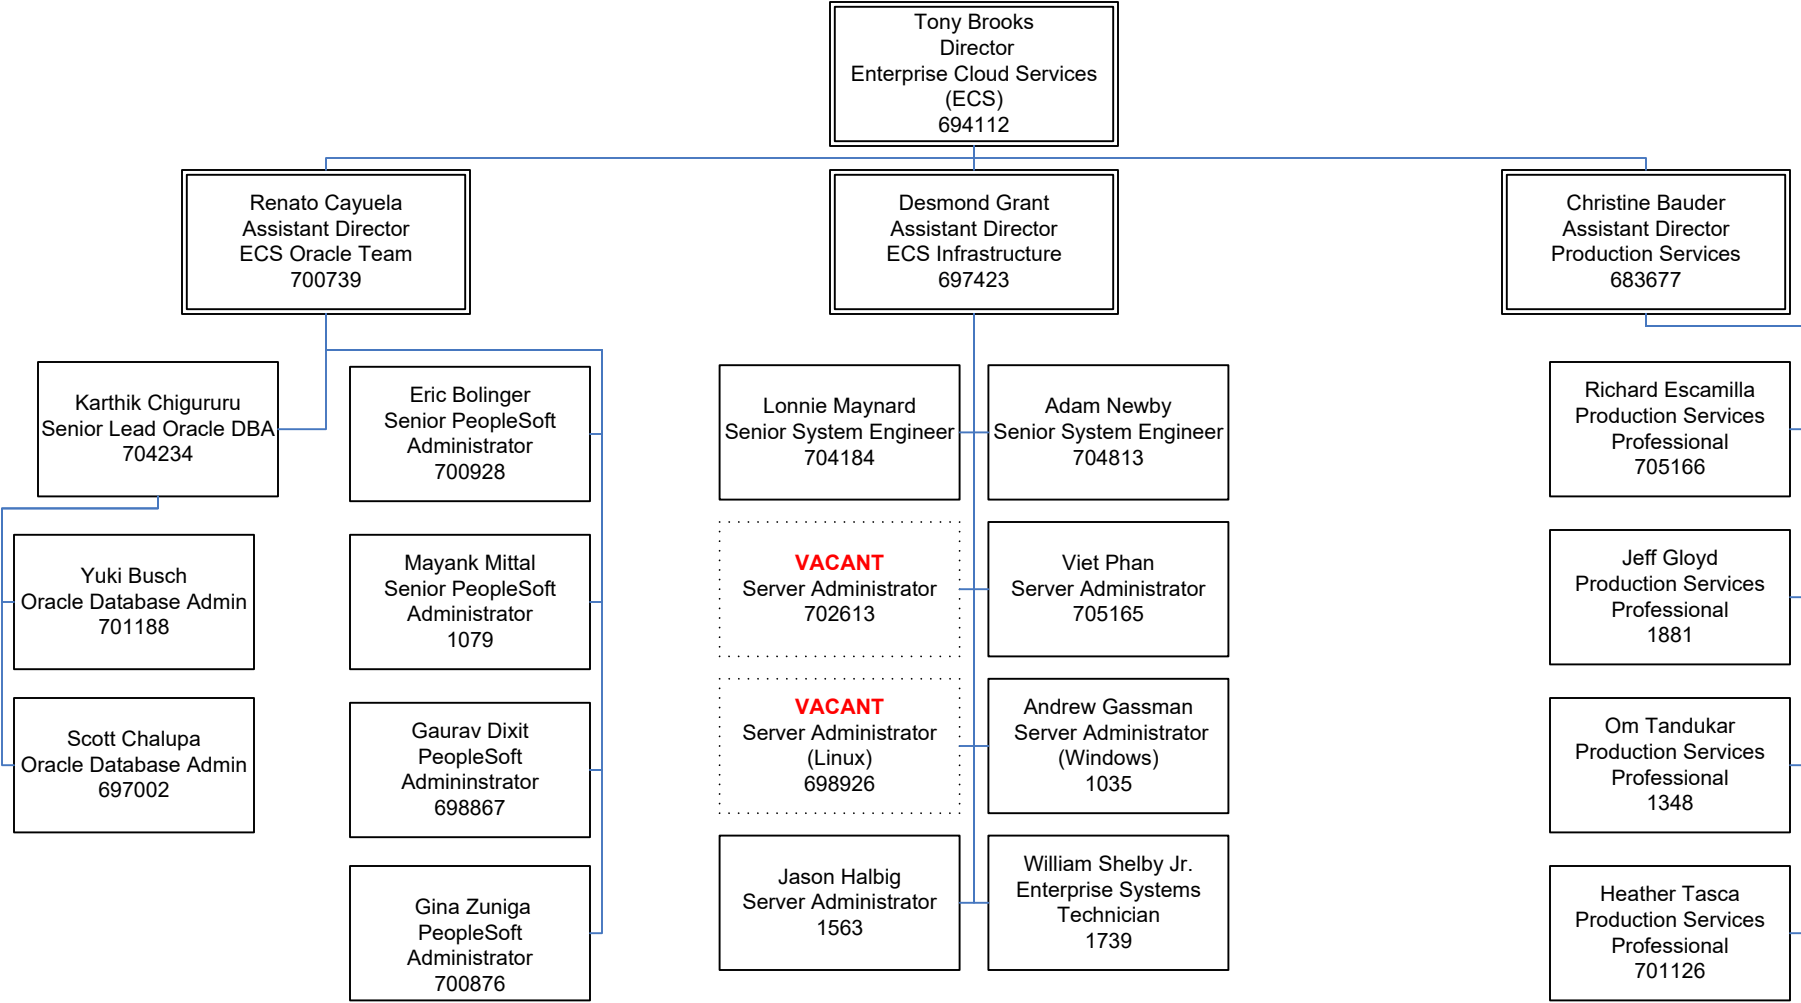 Tony Brooks
Director
Enterprise Cloud Services
(ECS)
694112
Renato Cayuela
Assistant Director
ECS Oracle Team
700739
Desmond Grant
Assistant Director
ECS Infrastructure
697423
Christine Bauder
Assistant Director
Production Services
683677
Karthik Chigururu
Senior Lead Oracle DBA
704234
Yuki Busch
Oracle Database Admin
701188
Scott Chalupa
Oracle Database Admin
697002
Eric Bolinger
Senior PeopleSoft
Administrator
700928
Mayank Mittal
Senior PeopleSoft
Administrator
1079
Gaurav Dixit
PeopleSoft
Admininstrator
698867
Gina Zuniga
PeopleSoft
Administrator
700876
Lonnie Maynard
Senior System Engineer
704184
Adam Newby
Senior System Engineer
704813
VACANT
Server Administrator
702613
Viet Phan
Server Administrator
705165
VACANT
Server Administrator
(Linux)
698926
Andrew Gassman
Server Administrator
(Windows)
1035
Jason Halbig
Server Administrator
1563
William Shelby Jr.
Enterprise Systems
Technician
1739
Richard Escamilla
Production Services
Professional
705166
Jeff Gloyd
Production Services
Professional
1881
Om Tandukar
Production Services
Professional
1348
Heather Tasca
Production Services
Professional
701126